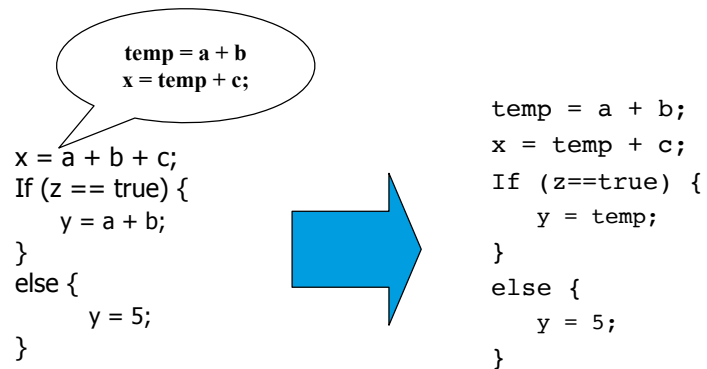 temp = a + b
x = temp + c;
x = a + b + c;
If (z == true) {
y = a + b;
}
else {
y = 5;
}
temp = a + b;
x = temp + c;
If (z==true) {
y = temp;
}
else {
y = 5;
}